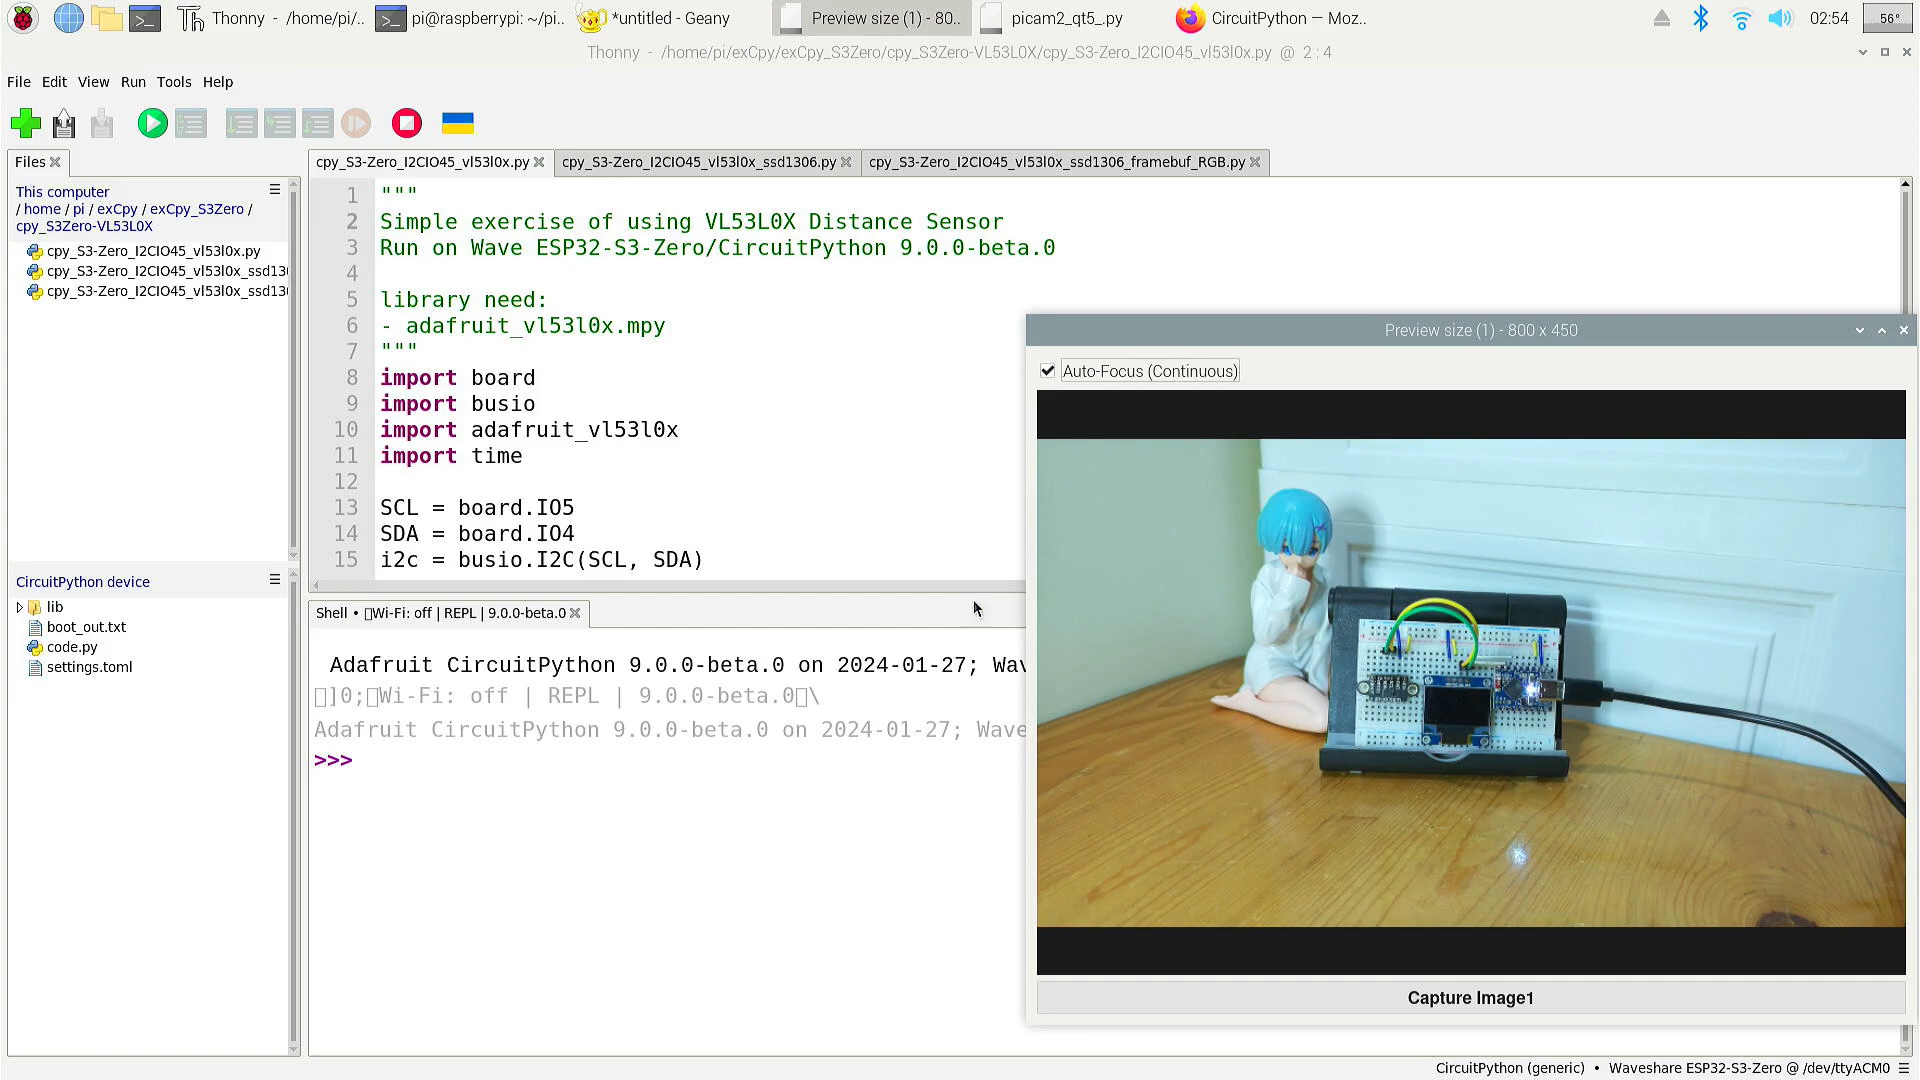 Thonny - /home/pi/..
pi@raspberrypi: ~/pi..
*untitled - Geany
Preview size (1) - 80..
picam2_qt5_.py
CircuitPython — Moz..
02:54
56°
Thonny - /home/pi/exCpy/exCpy_S3Zero/cpy_S3Zero-VL53L0X/cpy_S3-Zero_I2CIO45_vl53l0x.py @ 2 : 4
File Edit View Run Tools Help
Files
This computer
/ home / pi / exCpy / exCpy_S3Zero /
cpy_S3Zero-VL53L0X
cpy_S3-Zero_I2CIO45_vl53l0x.py
cpy_S3-Zero_I2CIO45_vl53l0x_ssd13
cpy_S3-Zero_I2CIO45_vl53l0x_ssd13
CircuitPython device
lib
boot_out.txt
code.py
settings.toml
cpy_S3-Zero_I2CIO45_vl53l0x.py
cpy_S3-Zero_I2CIO45_vl53l0x_ssd1306.py
cpy_S3-Zero_I2CIO45_vl53l0x_ssd1306_framebuf_RGB.py
1 """
2 Simple exercise of using VL53L0X Distance Sensor
3 Run on Wave ESP32-S3-Zero/CircuitPython 9.0.0-beta.0
4
5 library need:
6 - adafruit_vl53l0x.mpy
7 """
8 import board
9 import busio
10 import adafruit_vl53l0x
11 import time
12
13 SCL = board.IO5
14 SDA = board.IO4
15 i2c = busio.I2C(SCL, SDA)
Shell • Wi-Fi: off | REPL | 9.0.0-beta.0
Adafruit CircuitPython 9.0.0-beta.0 on 2024-01-27; Wav
]0;Wi-Fi: off | REPL | 9.0.0-beta.0\
Adafruit CircuitPython 9.0.0-beta.0 on 2024-01-27; Wave
>>>
Preview size (1) - 800 x 450
Auto-Focus (Continuous)
Capture Image1
CircuitPython (generic) • Waveshare ESP32-S3-Zero @ /dev/ttyACM0